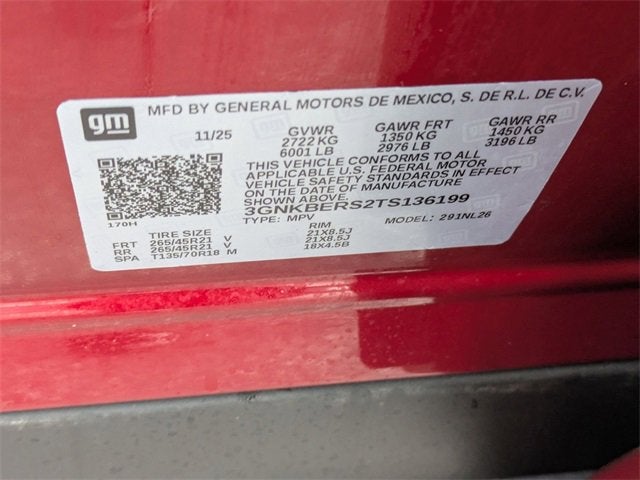 gm
MFD BY GENERAL MOTORS DE MEXICO, S. DE R.L. DE C.V.
11/25 GVWR GAWR FRT GAWR RR
2722 KG 1350 KG 1450 KG
6001 LB 2976 LB 3196 LB
THIS VEHICLE CONFORMS TO ALL
APPLICABLE U.S. FEDERAL MOTOR
VEHICLE SAFETY STANDARDS IN EFFECT
ON THE DATE OF MANUFACTURE
SHOWN ABOVE.
3GNKBERS2TS136199
170H
TYPE: MPV MODEL: 291NL26
TIRE SIZE RIM
FRT 265/45R21 V 21X8.5J
RR 265/45R21 V 21X8.5J
SPA T135/70R18 M 18X4.5B